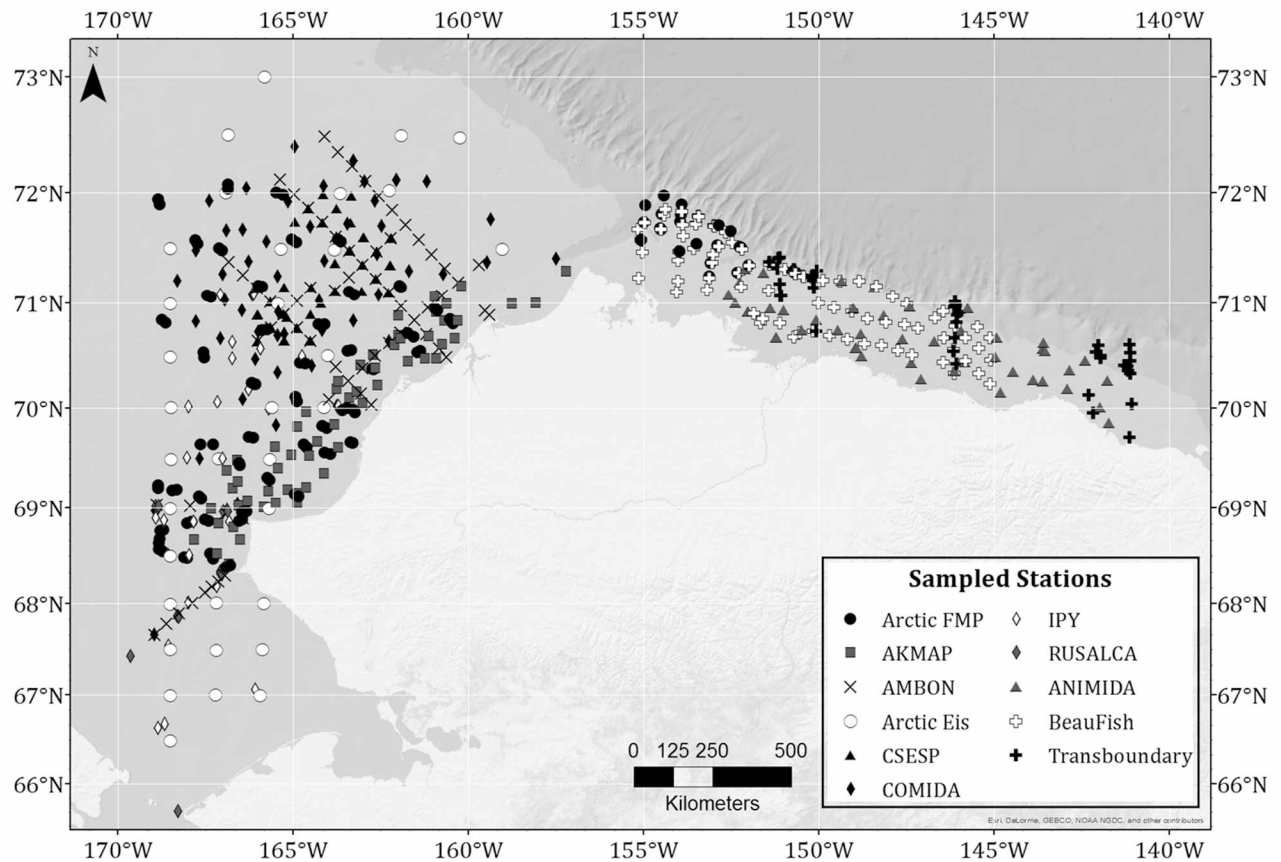 170°W 165°W 160°W 155°W 150°W 145°W 140°W
N
73°N 73°N
72°N 72°N
71°N 71°N
70°N 70°N
69°N 69°N
68°N 68°N
67°N 67°N
66°N 66°N
Sampled Stations
Arctic FMP IPY
AKMAP RUSALCA
AMBON ANIMIDA
Arctic Eis BeauFish
CSESP Transboundary
COMIDA
0 125 250 500
Kilometers
Esri, DeLorme, GEBCO, NOAA NGDC, and other contributors
170°W 165°W 160°W 155°W 150°W 145°W 140°W